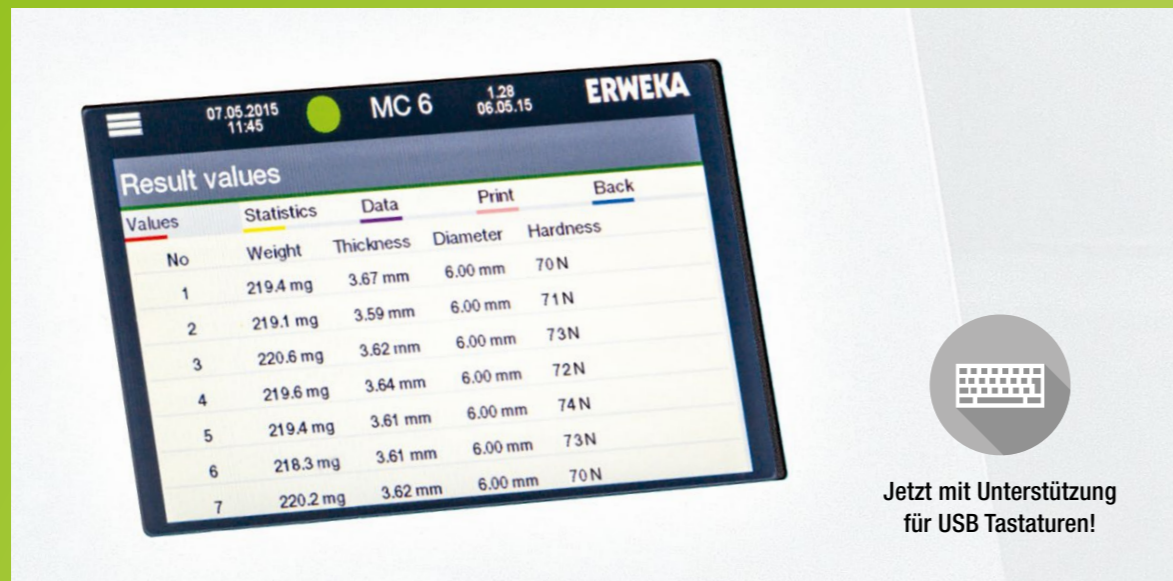 07.05.2015 MC 6 1.28 ERWEKA
11:45 06.05.15
Result values
Values Statistics Data Print Back
No Weight Thickness Diameter Hardness
1 219.4 mg 3.67 mm 6.00 mm 70 N
2 219.1 mg 3.59 mm 6.00 mm 71 N
3 220.6 mg 3.62 mm 6.00 mm 73 N
4 219.6 mg 3.64 mm 6.00 mm 72 N
5 219.4 mg 3.61 mm 6.00 mm 74 N
6 218.3 mg 3.61 mm 6.00 mm 73 N
7 220.2 mg 3.62 mm 6.00 mm 70 N
Jetzt mit Unterstützung
für USB Tastaturen!